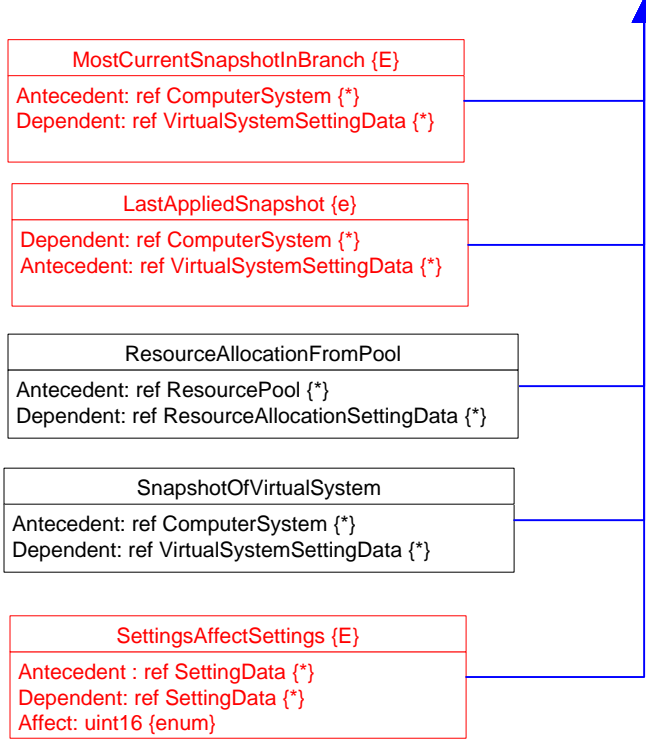 MostCurrentSnapshotInBranch {E}
Antecedent: ref ComputerSystem {*}
Dependent: ref VirtualSystemSettingData {*}
LastAppliedSnapshot {e}
Dependent: ref ComputerSystem {*}
Antecedent: ref VirtualSystemSettingData {*}
ResourceAllocationFromPool
Antecedent: ref ResourcePool {*}
Dependent: ref ResourceAllocationSettingData {*}
SnapshotOfVirtualSystem
Antecedent: ref ComputerSystem {*}
Dependent: ref VirtualSystemSettingData {*}
SettingsAffectSettings {E}
Antecedent : ref SettingData {*}
Dependent: ref SettingData {*}
Affect: uint16 {enum}